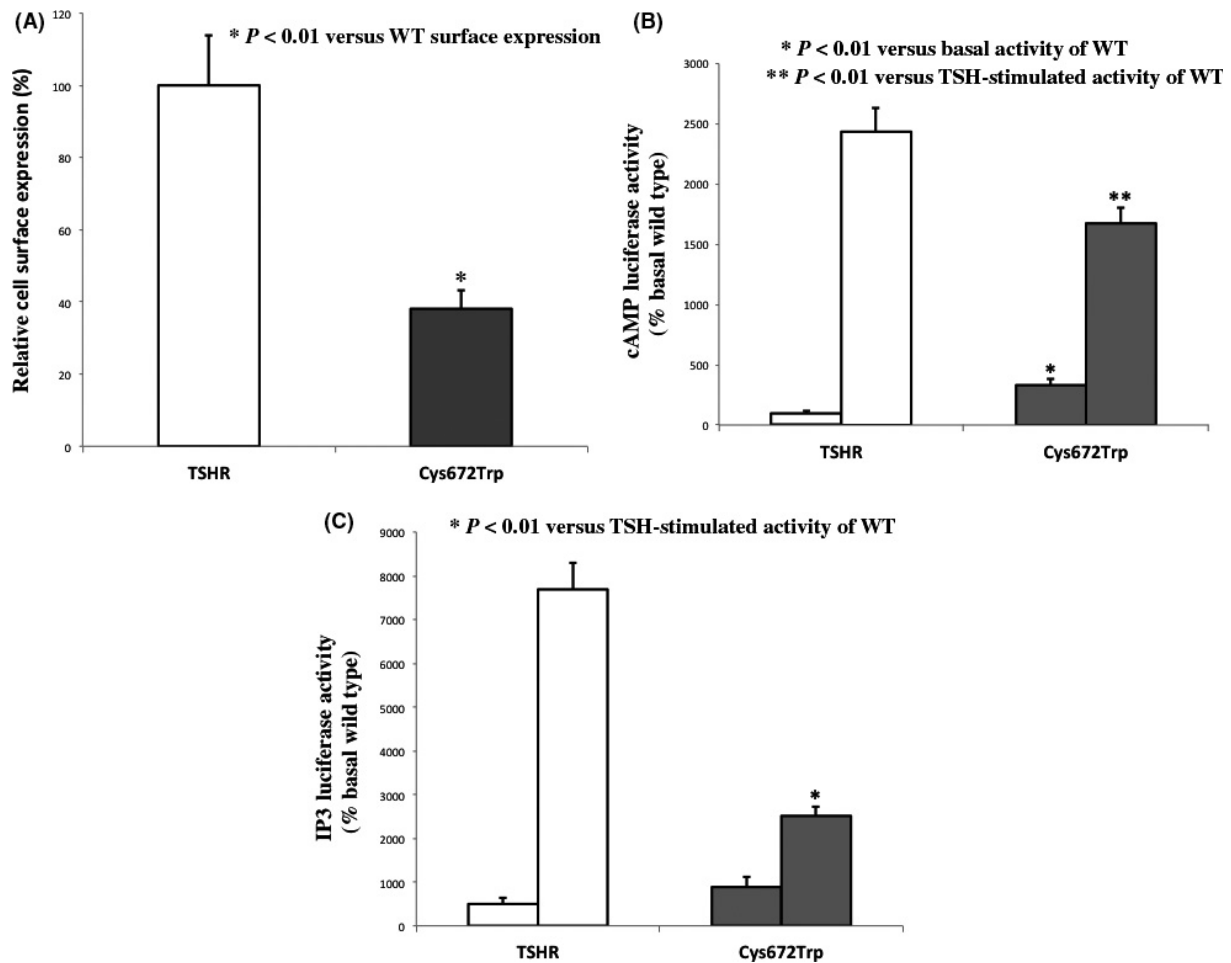 (A)
* P < 0.01 versus WT surface expression
Relative cell surface expression (%)
120
100
80
60
40
20
0
*
TSHR
Cys672Trp
(B)
* P < 0.01 versus basal activity of WT
** P < 0.01 versus TSH-stimulated activity of WT
cAMP luciferase activity
(% basal wild type)
3000
2500
2000
1500
1000
500
0
*
**
TSHR
Cys672Trp
(C)
* P < 0.01 versus TSH-stimulated activity of WT
IP3 luciferase activity
(% basal wild type)
9000
8000
7000
6000
5000
4000
3000
2000
1000
0
*
TSHR
Cys672Trp